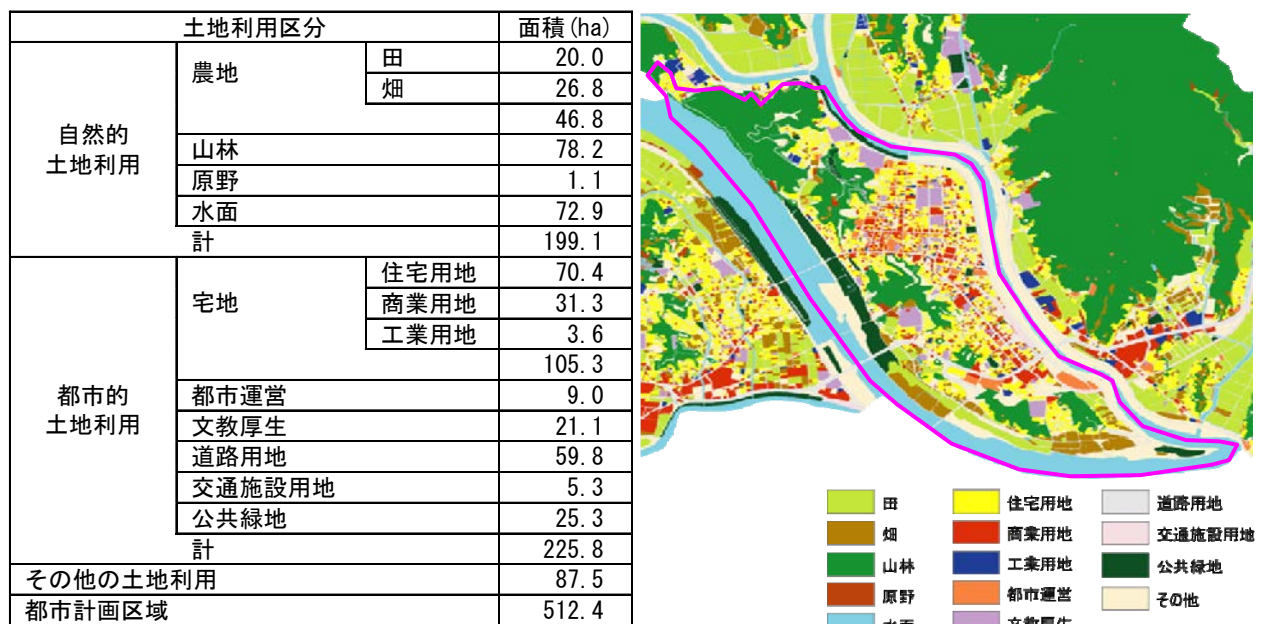 土地利用区分 面積(ha)
自然的
土地利用
農地
田 20.0
畑 26.8
46.8
山林 78.2
原野 1.1
水面 72.9
計 199.1
都市的
土地利用
宅地
住宅用地 70.4
商業用地 31.3
工業用地 3.6
105.3
都市運営 9.0
文教厚生 21.1
道路用地 59.8
交通施設用地 5.3
公共緑地 25.3
計 225.8
その他の土地利用 87.5
都市計画区域 512.4
田 住宅用地 道路用地
畑 商業用地 交通施設用地
山林 工業用地 公共緑地
原野 都市運営 その他
水面 文教厚生